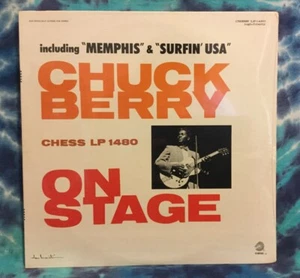 including "MEMPHIS" & "SURFIN' USA"
CHUCK
BERRY
CHESS LP 1480
ON
STAGE